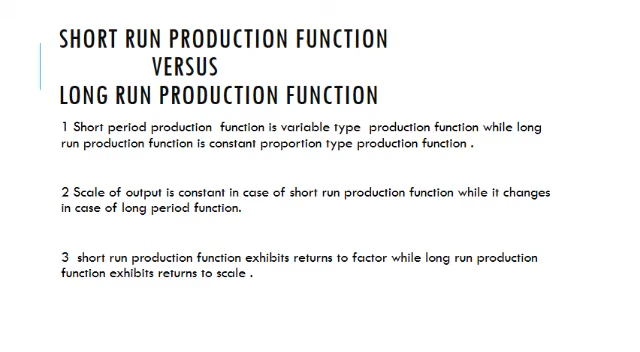 SHORT RUN PRODUCTION FUNCTION
VERSUS
LONG RUN PRODUCTION FUNCTION
1 Short period production function is variable type production function while long
run production function is constant proportion type production function .
2 Scale of output is constant in case of short run production function while it changes
in case of long period function.
3 short run production function exhibits returns to factor while long run production
function exhibits returns to scale .